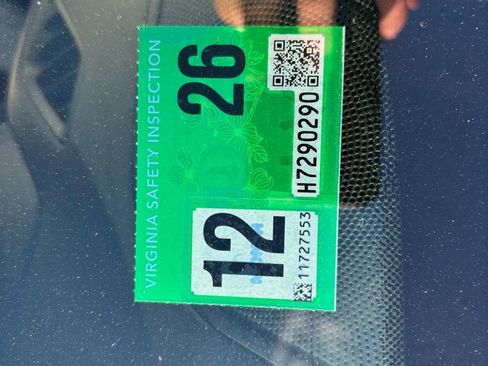 VIRGINIA SAFETY INSPECTION
12 26
11727553
H7290290